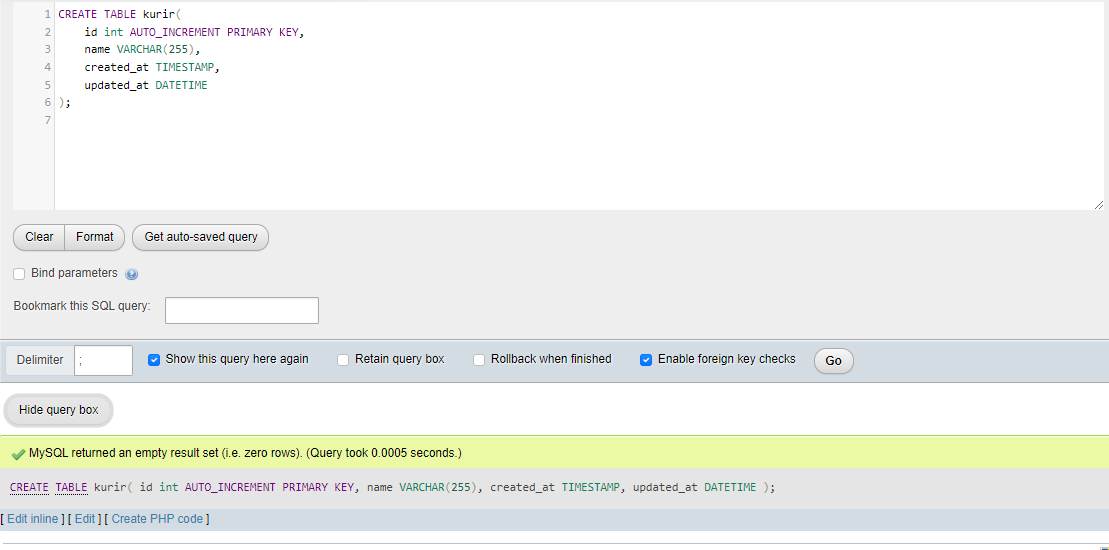 1 CREATE TABLE kurir(
2 id int AUTO_INCREMENT PRIMARY KEY,
3 name VARCHAR(255),
4 created_at TIMESTAMP,
5 updated_at DATETIME
6 );
7
Clear Format Get auto-saved query
Bind parameters
Bookmark this SQL query:
Delimiter ; Show this query here again Retain query box Rollback when finished Enable foreign key checks Go
Hide query box
MySQL returned an empty result set (i.e. zero rows). (Query took 0.0005 seconds.)
CREATE TABLE kurir( id int AUTO_INCREMENT PRIMARY KEY, name VARCHAR(255), created_at TIMESTAMP, updated_at DATETIME );
[ Edit inline ] [ Edit ] [ Create PHP code ]